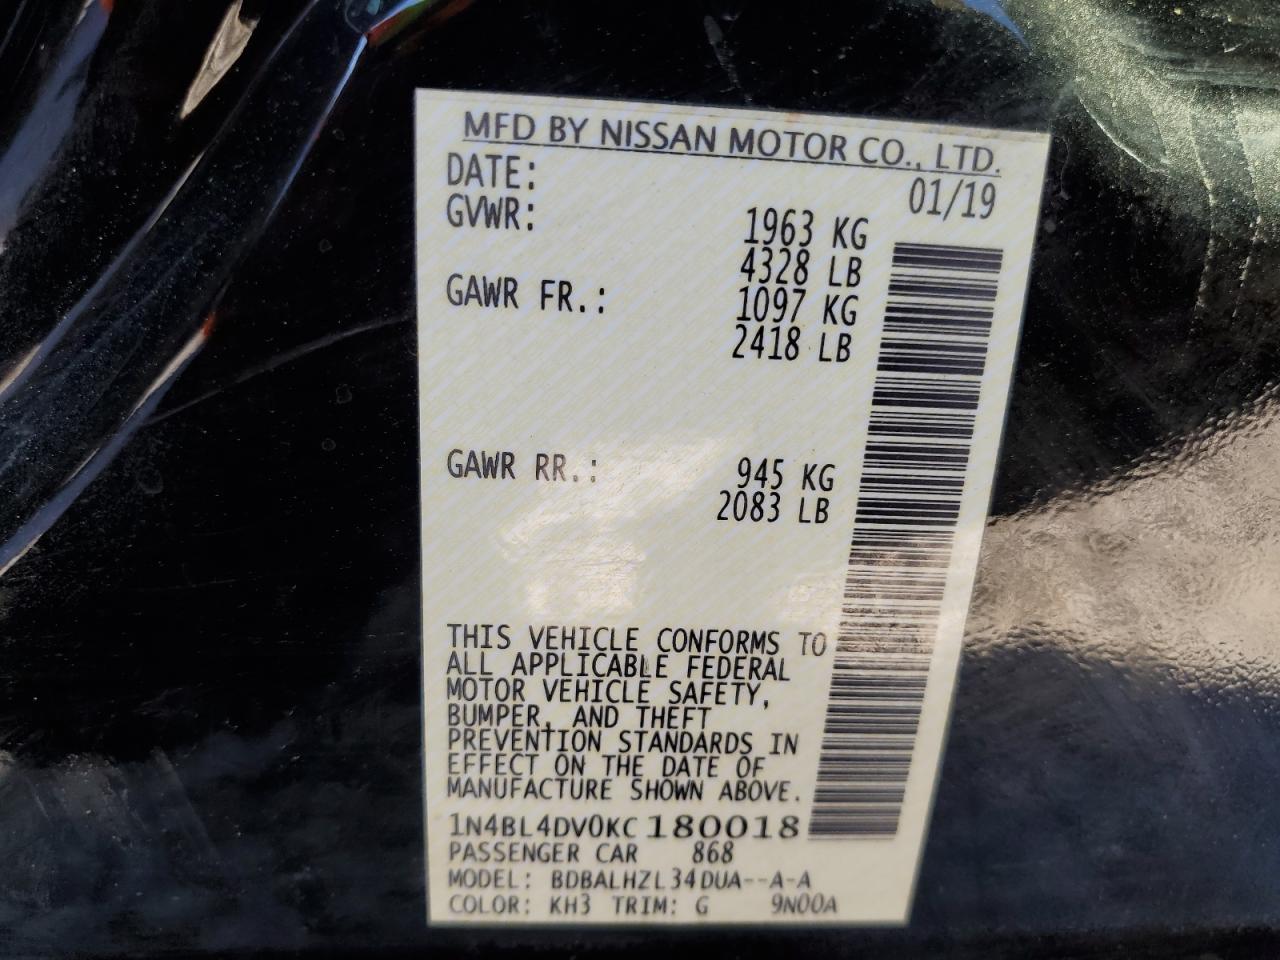 MFD BY NISSAN MOTOR CO., LTD.
DATE: 01/19
GVWR: 1963 KG
4328 LB
GAWR FR.: 1097 KG
2418 LB
GAWR RR.: 945 KG
2083 LB
THIS VEHICLE CONFORMS TO
ALL APPLICABLE FEDERAL
MOTOR VEHICLE SAFETY,
BUMPER, AND THEFT
PREVENTION STANDARDS IN
EFFECT ON THE DATE OF
MANUFACTURE SHOWN ABOVE.
1N4BL4DV0KC180018
PASSENGER CAR 868
MODEL: BDBALHZL34DUA--A-A
COLOR: KH3 TRIM: G 9N00A